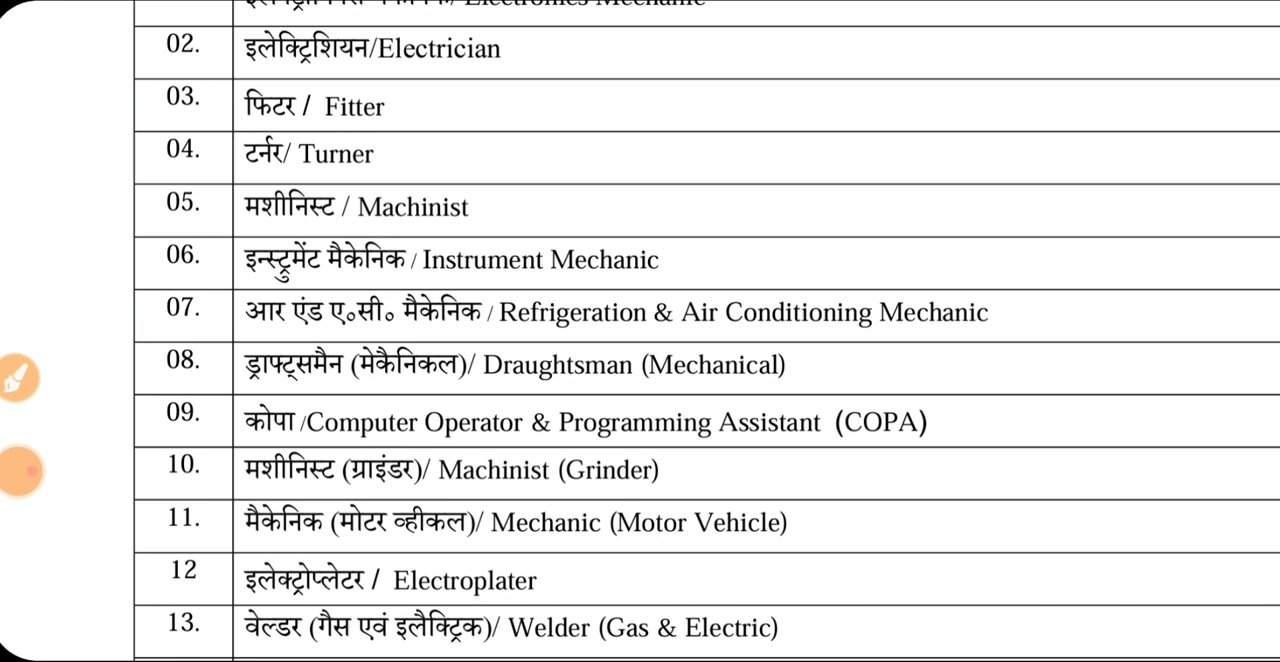 Electronics Mechanic
02. इलेक्ट्रिशियन/Electrician
03. फिटर / Fitter
04. टर्नर/ Turner
05. मशीनिस्ट / Machinist
06. इन्स्ट्रुमेंट मैकेनिक / Instrument Mechanic
07. आर एंड ए॰सी॰ मैकेनिक / Refrigeration & Air Conditioning Mechanic
08. ड्राफ्ट्समैन (मेकैनिकल)/ Draughtsman (Mechanical)
09. कोपा /Computer Operator & Programming Assistant (COPA)
10. मशीनिस्ट (ग्राइंडर)/ Machinist (Grinder)
11. मैकेनिक (मोटर व्हीकल)/ Mechanic (Motor Vehicle)
12 इलेक्ट्रोप्लेटर / Electroplater
13. वेल्डर (गैस एवं इलैक्ट्रिक)/ Welder (Gas & Electric)